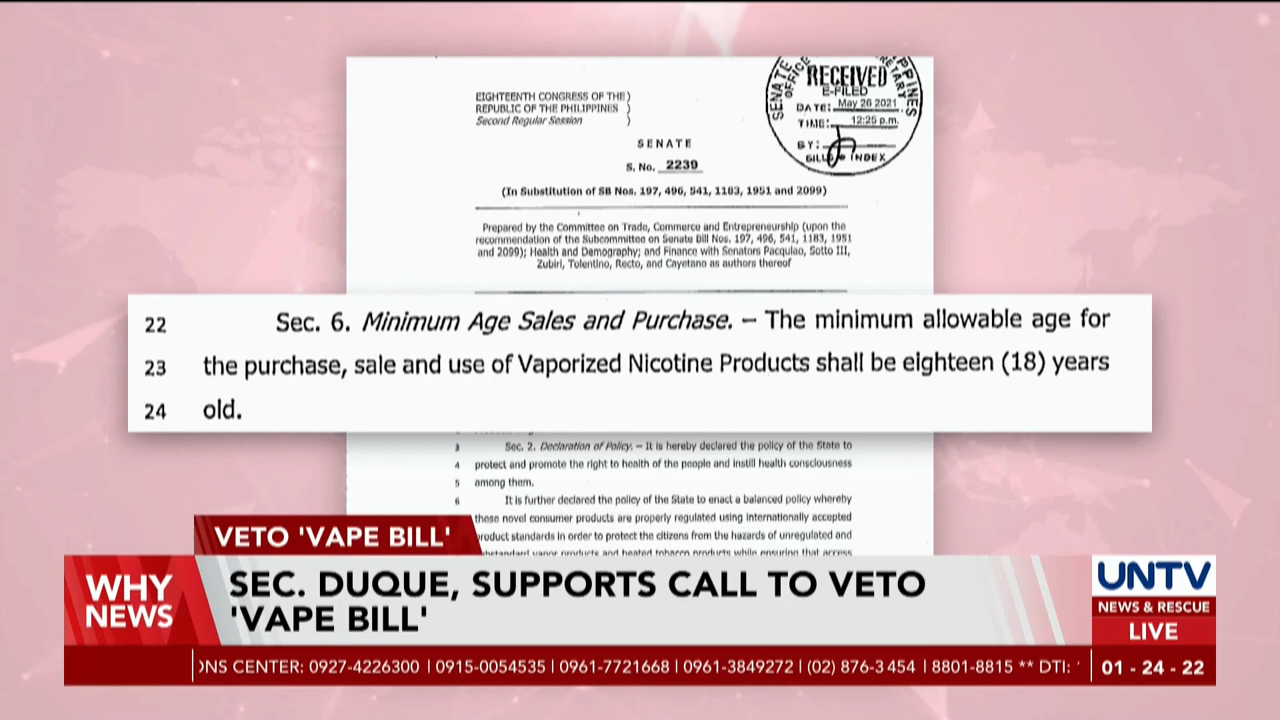 EIGHTEENTH CONGRESS OF THE )
REPUBLIC OF THE PHILIPPINES )
Second Regular Session )
SENATE
OFFICE
RETARY
PPINES
RECEIVED
E-FILED
DATE: May 26 2021
TIME: 12:25 p.m.
BY:
INDEX
SENATE
S. No. 2239
(In Substitution of SB Nos. 197, 496, 541, 1183, 1951 and 2099)
Prepared by the Committee on Trade, Commerce and Entrepreneurship (upon the
recommendation of the Subcommittee on Senate Bill Nos. 197, 496, 541, 1183, 1951
and 2099); Health and Demography; and Finance with Senators Pacquiao, Sotto III,
Zubiri, Tolentino, Recto, and Cayetano as authors thereof
22 Sec. 6. Minimum Age Sales and Purchase. – The minimum allowable age for
23 the purchase, sale and use of Vaporized Nicotine Products shall be eighteen (18) years
24 old.
3 Sec. 2. Declaration of Policy. – It is hereby declared the policy of the State to
4 protect and promote the right to health of the people and instill health consciousness
5 among them.
6 It is further declared the policy of the State to enact a balanced policy whereby
these novel consumer products are properly regulated using internationally accepted
product standards in order to protect the citizens from the hazards of unregulated and
substandard vapor products and heated tobacco products while ensuring that access
VETO 'VAPE BILL'
WHY
NEWS
SEC. DUQUE, SUPPORTS CALL TO VETO
'VAPE BILL'
UNTV
NEWS & RESCUE
LIVE
ONS CENTER: 0927-4226300 | 0915-0054535 | 0961-7721668 | 0961-3849272 | (02) 876-3 454 | 8801-8815 ** DTI: '
01 - 24 - 22